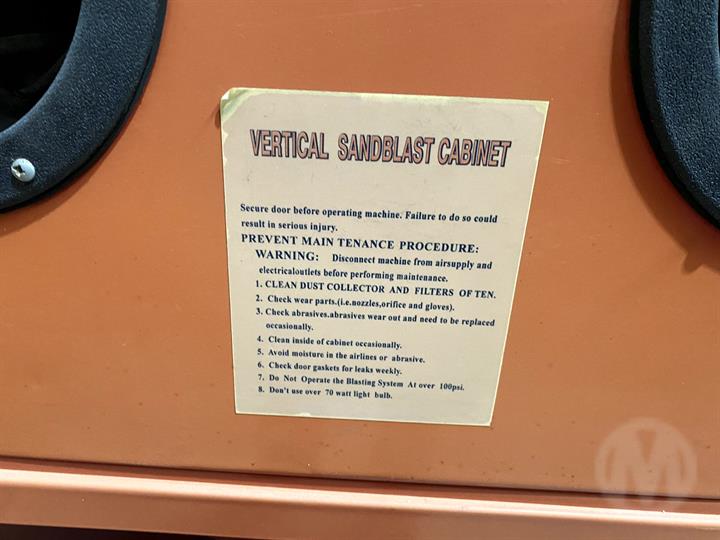 VERTICAL SANDBLAST CABINET
Secure door before operating machine. Failure to do so could
result in serious injury.
PREVENT MAIN TENANCE PROCEDURE:
WARNING: Disconnect machine from airsupply and
electricaloutlets before performing maintenance.
1. CLEAN DUST COLLECTOR AND FILTERS OF TEN.
2. Check wear parts.(i.e.nozzles,orifice and gloves).
3. Check abrasives.abrasives wear out and need to be replaced
occasionally.
4. Clean inside of cabinet occasionally.
5. Avoid moisture in the airlines or abrasive.
6. Check door gaskets for leaks weekly.
7. Do Not Operate the Blasting System At over 100psi.
8. Don't use over 70 watt light bulb.
M